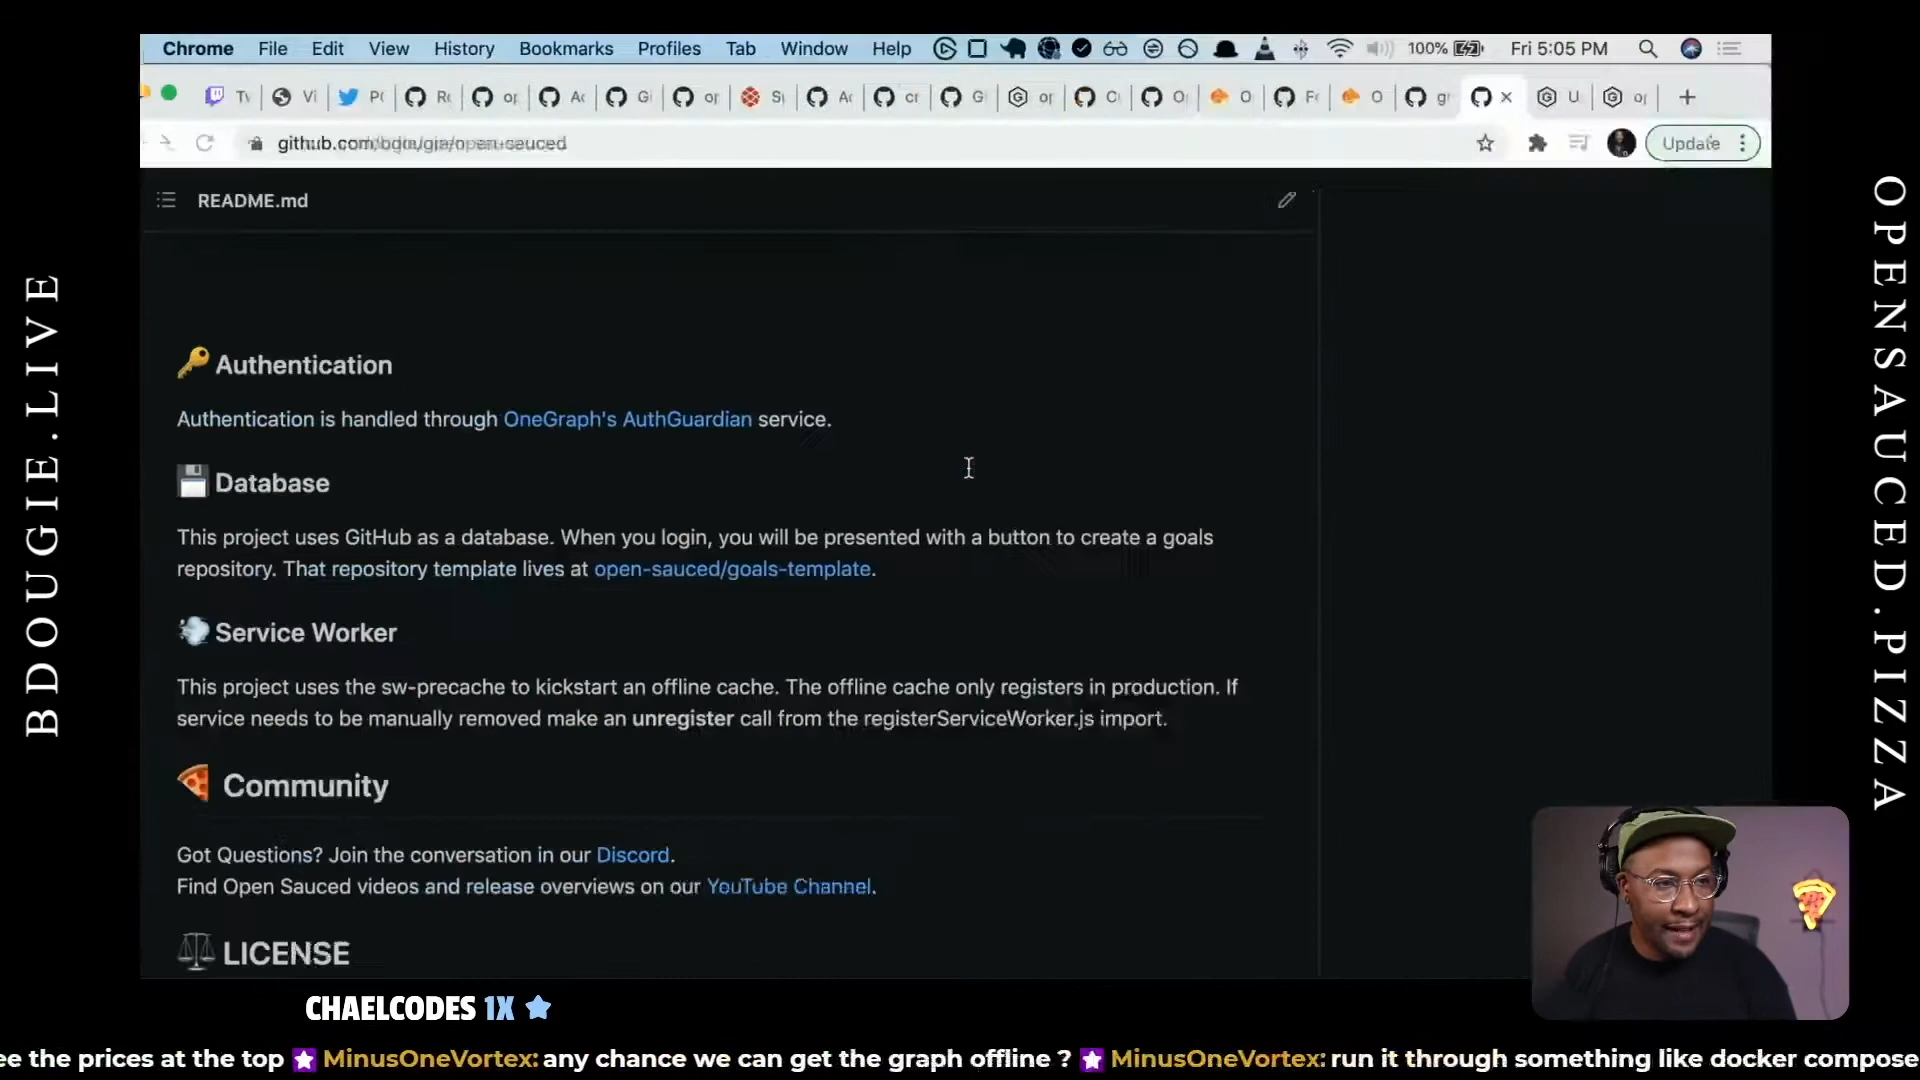 Chrome File Edit View History Bookmarks Profiles Tab Window Help 100% Fri 5:05 PM
Update
README.md
Authentication
Authentication is handled through OneGraph's AuthGuardian service.
Database
This project uses GitHub as a database. When you login, you will be presented with a button to create a goals
repository. That repository template lives at open-sauced/goals-template.
Service Worker
This project uses the sw-precache to kickstart an offline cache. The offline cache only registers in production. If
service needs to be manually removed make an unregister call from the registerServiceWorker.js import.
Community
Got Questions? Join the conversation in our Discord.
Find Open Sauced videos and release overviews on our YouTube Channel.
LICENSE
BDOUGIE.LIVE
OPENSAUCED.PIZZA
CHAELCODES 1X
ee the prices at the top MinusOneVortex: any chance we can get the graph offline ? MinusOneVortex: run it through something like docker compose